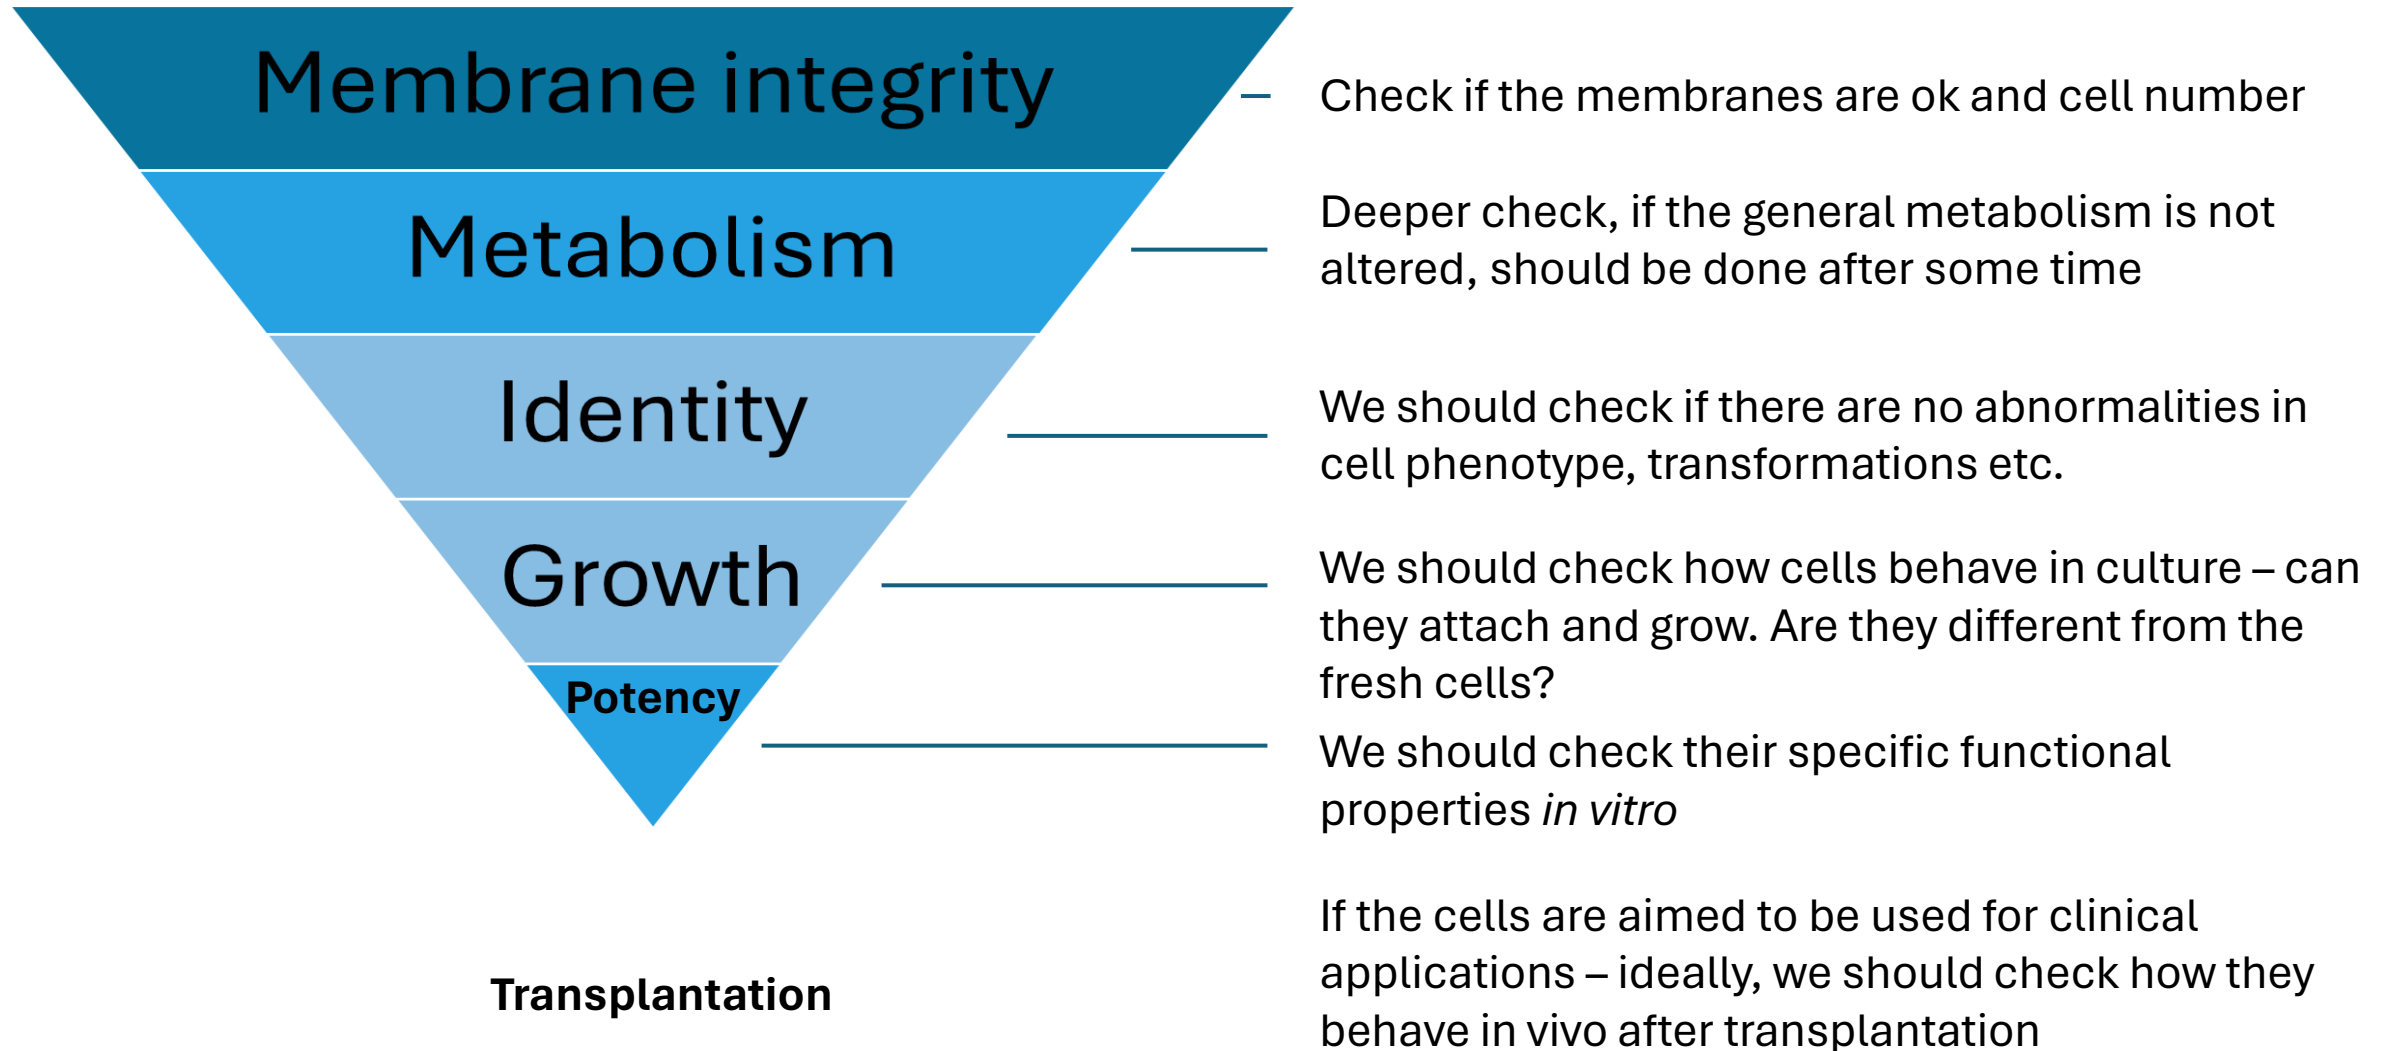 Membrane integrity
Check if the membranes are ok and cell number
Metabolism
Deeper check, if the general metabolism is not
altered, should be done after some time
Identity
We should check if there are no abnormalities in
cell phenotype, transformations etc.
Growth
We should check how cells behave in culture – can
they attach and grow. Are they different from the
fresh cells?
Potency
We should check their specific functional
properties in vitro
Transplantation
If the cells are aimed to be used for clinical
applications – ideally, we should check how they
behave in vivo after transplantation